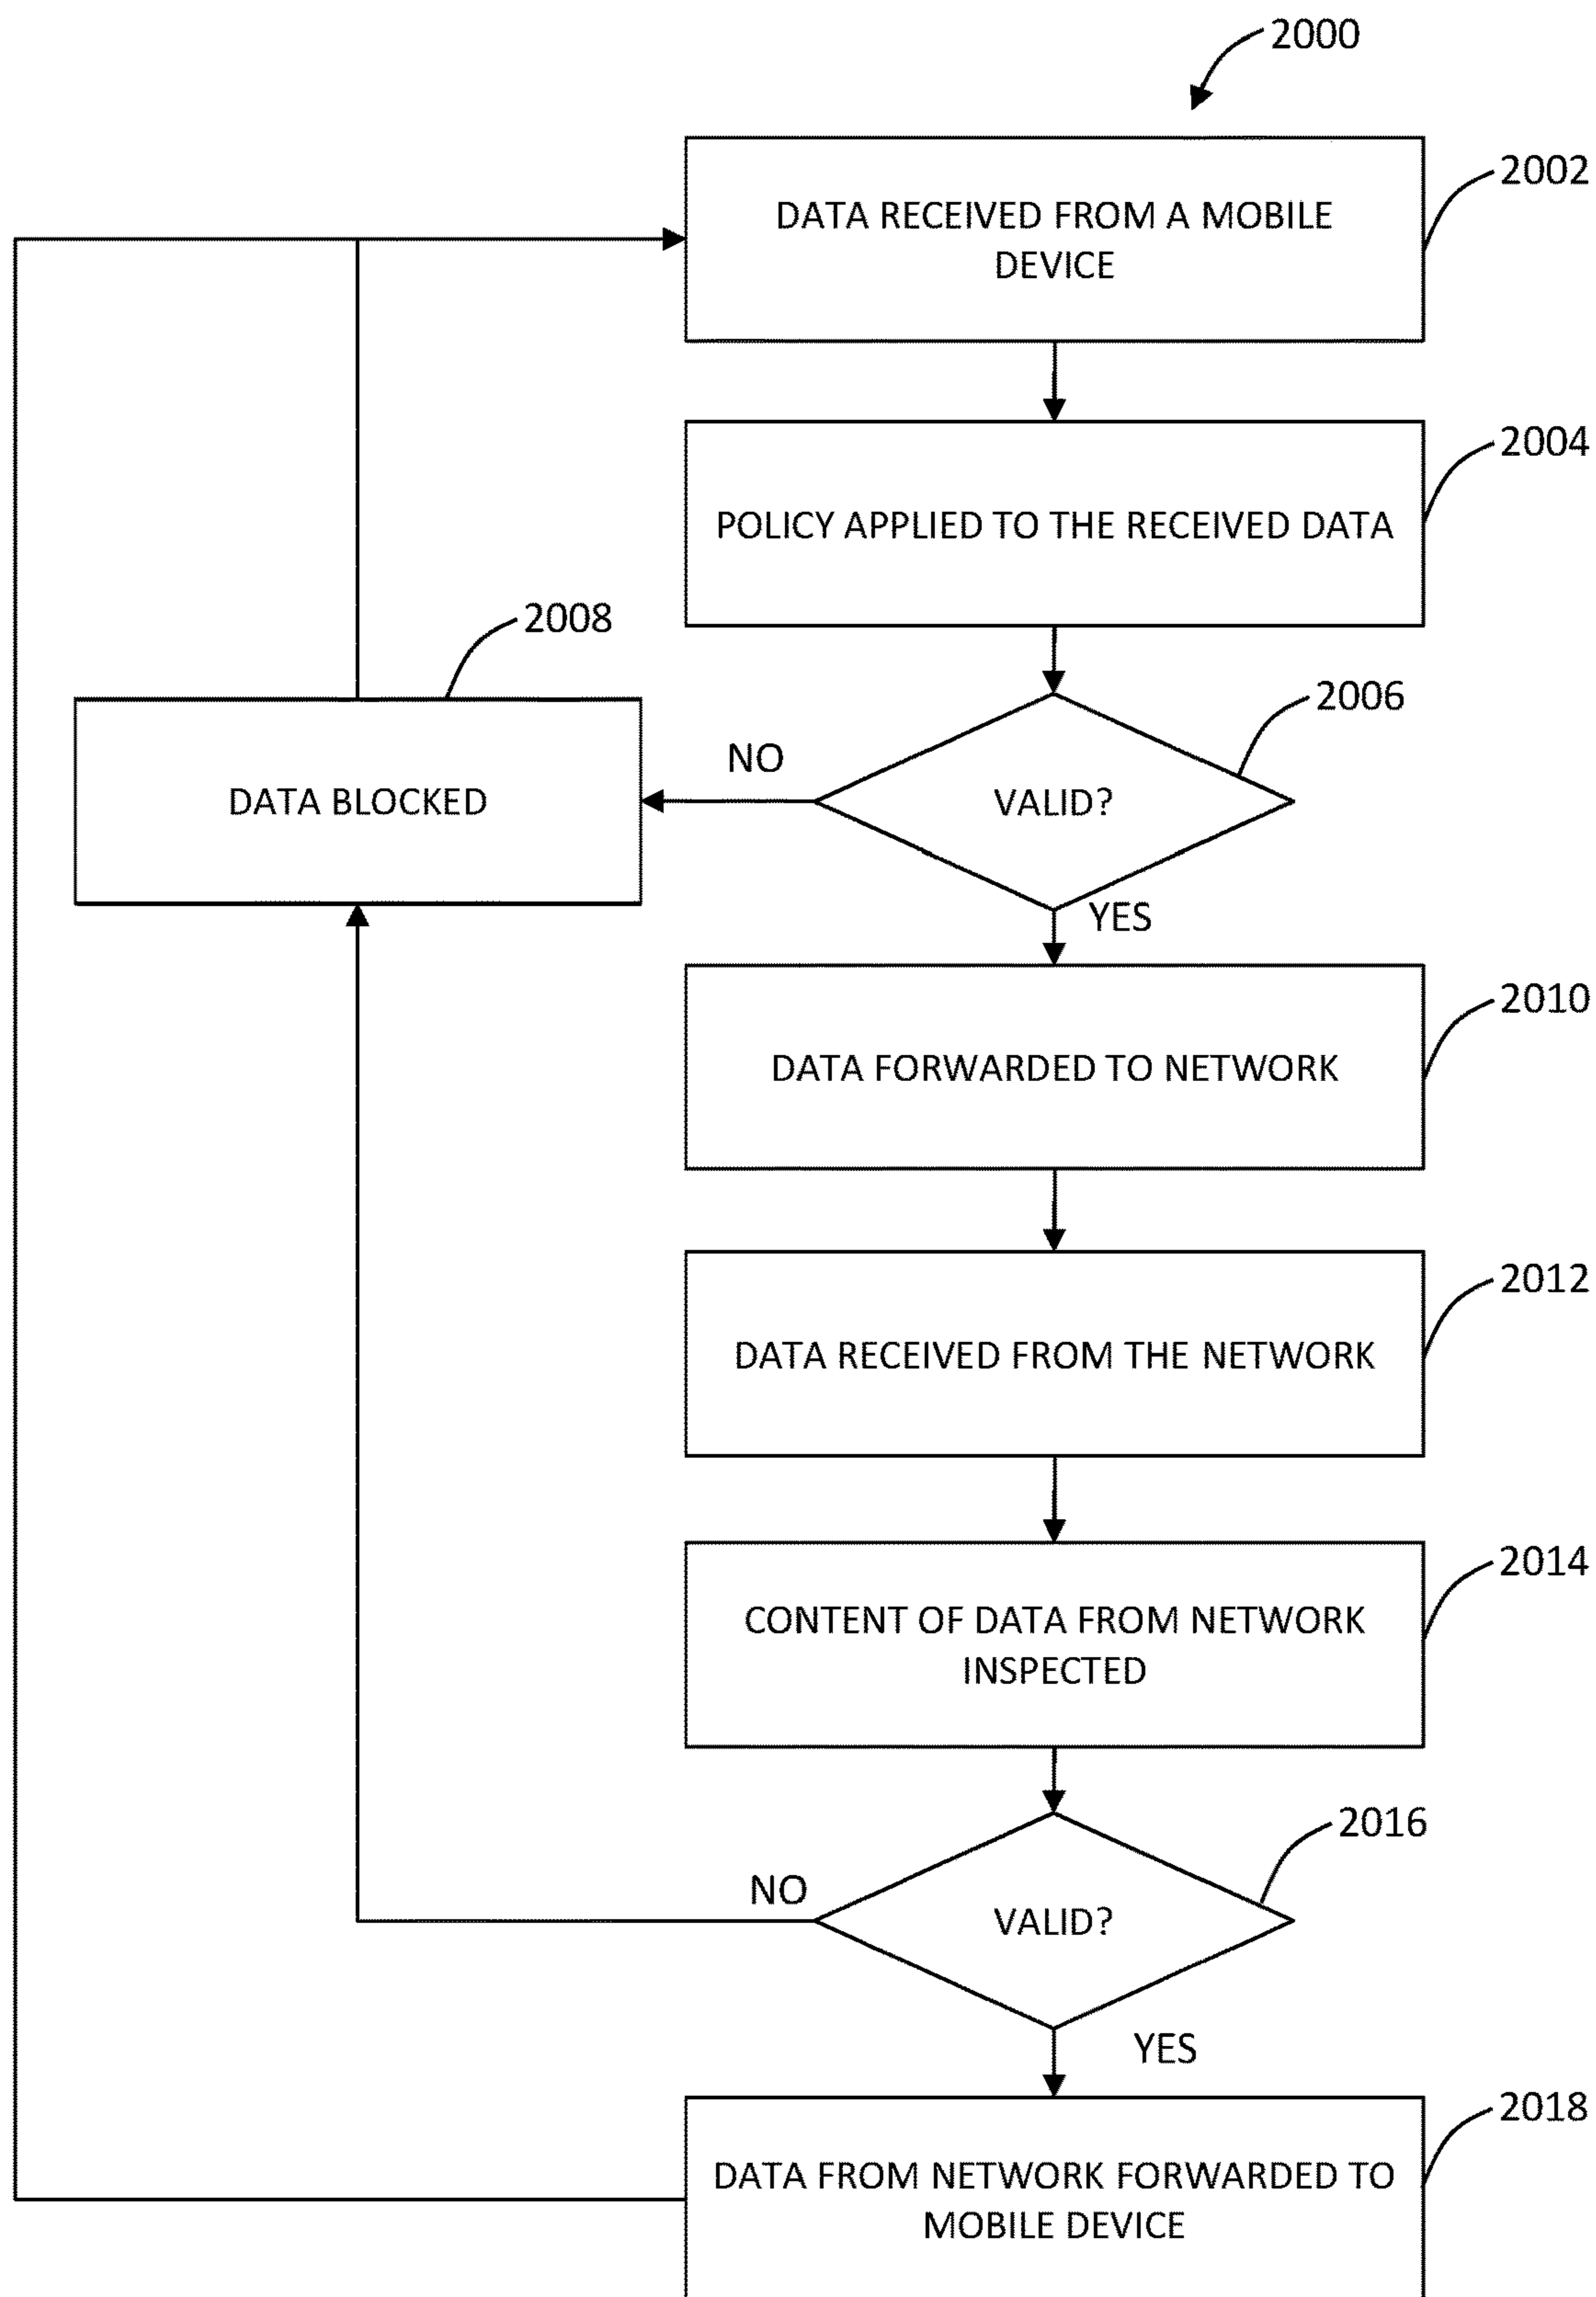 2000
2002
DATA RECEIVED FROM A MOBILE
DEVICE
2004
POLICY APPLIED TO THE RECEIVED DATA
2008
2006
NO
DATA BLOCKED
VALID?
YES
2010
DATA FORWARDED TO NETWORK
2012
DATA RECEIVED FROM THE NETWORK
2014
CONTENT OF DATA FROM NETWORK
INSPECTED
2016
NO
VALID?
YES
2018
DATA FROM NETWORK FORWARDED TO
MOBILE DEVICE